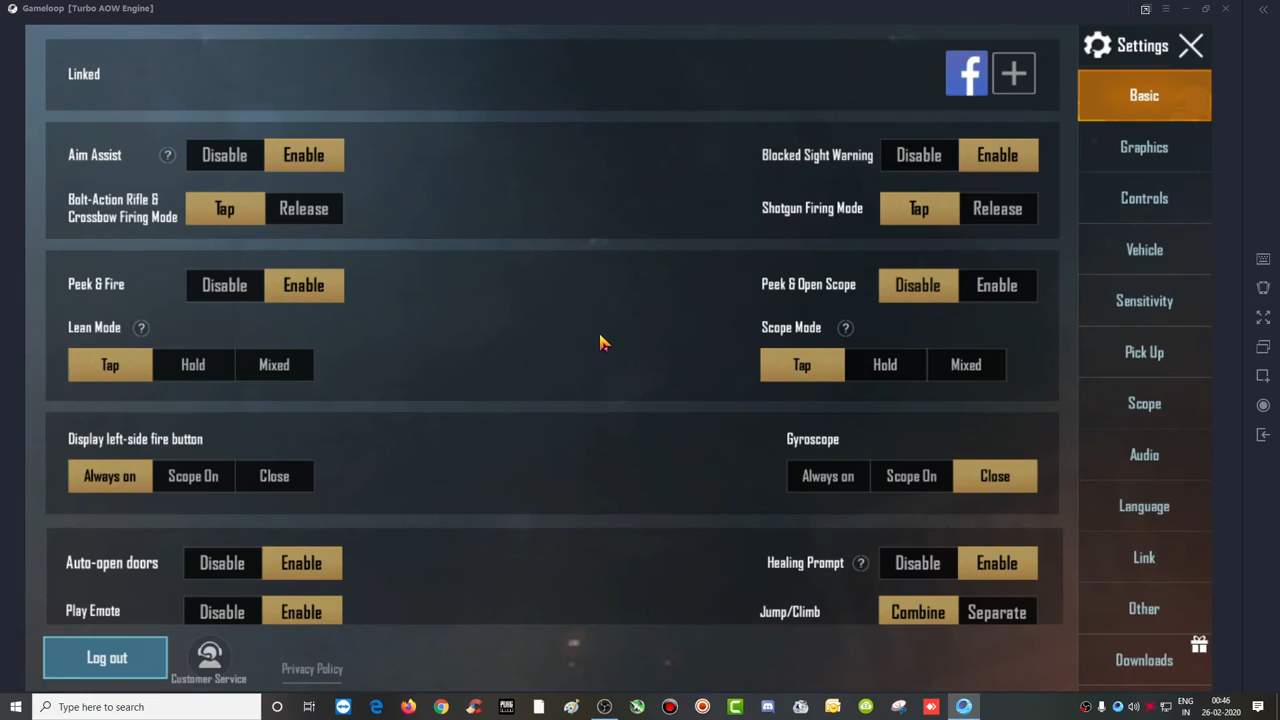 Gameloop [Turbo AOW Engine]
Linked
Settings
Basic
Aim Assist ? Disable Enable
Blocked Sight Warning Disable Enable
Graphics
Bolt-Action Rifle &
Crossbow Firing Mode
Tap Release
Shotgun Firing Mode Tap Release
Controls
Vehicle
Peek & Fire Disable Enable
Peek & Open Scope Disable Enable
Sensitivity
Lean Mode ?
Scope Mode ?
Tap Hold Mixed
Tap Hold Mixed
Pick Up
Scope
Display left-side fire button
Gyroscope
Audio
Always on Scope On Close
Always on Scope On Close
Language
Auto-open doors Disable Enable
Healing Prompt ? Disable Enable
Link
Play Emote Disable Enable
Jump/Climb Combine Separate
Other
Log out
Customer Service
Privacy Policy
Downloads
Type here to search
ENG
IN
00:46
26-02-2020